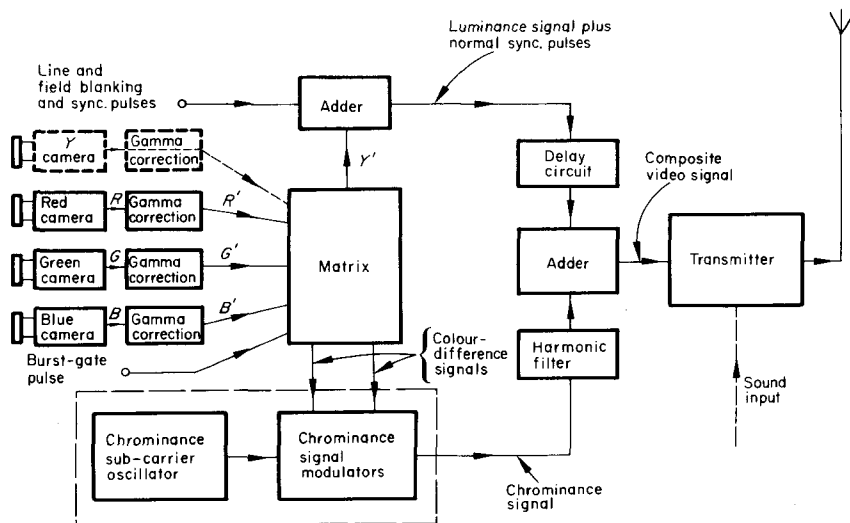 Luminance signal plus
normal sync. pulses
Line and
field blanking
and sync. pulses
Adder
Y
camera
Gamma
correction
Y'
Delay
circuit
Composite
video signal
Red
camera
R
Gamma
correction
R'
Matrix
Green
camera
G
Gamma
correction
G'
Adder
Transmitter
Blue
camera
B
Gamma
correction
B'
Burst-gate
pulse
Colour-
difference
signals
Harmonic
filter
Sound
input
Chrominance
sub-carrier
oscillator
Chrominance
signal
modulators
Chrominance
signal